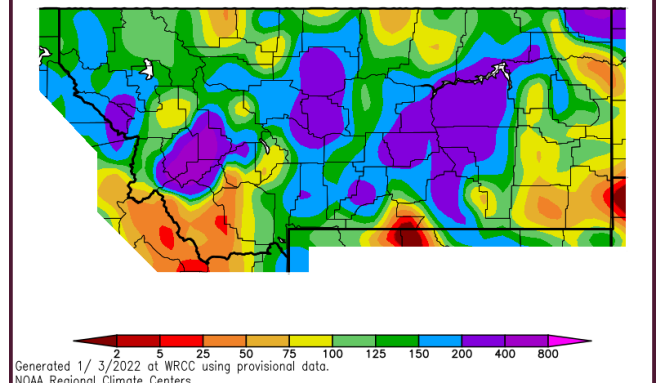 2 5 25 50 75 100 125 150 200 400 800
Generated 1/ 3/2022 at WRCC using provisional data.
NOAA Regional Climate Centers